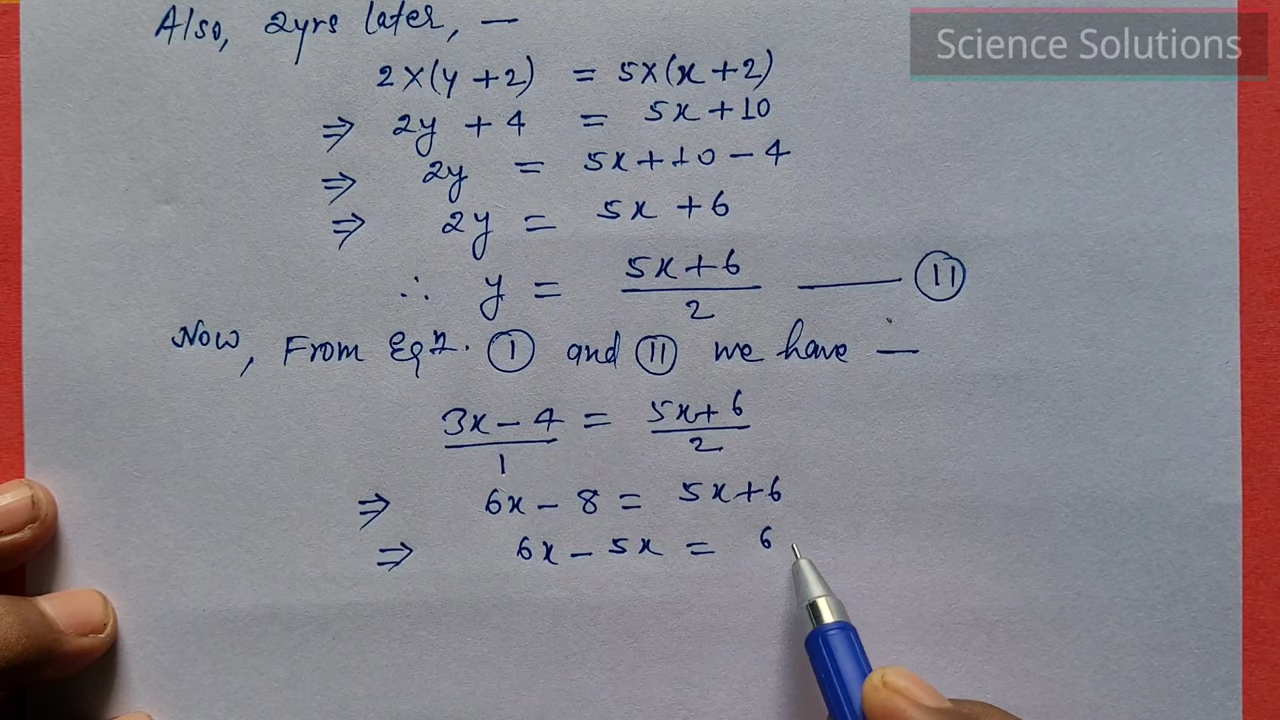 Also, 2yrs later, —
Science Solutions
2×(y+2) = 5×(x+2)
⇒ 2y + 4 = 5x+10
⇒ 2y = 5x+10-4
⇒ 2y = 5x +6
∴ y = (5x+6)/2 —— (II)
Now, From Eqn. (I) and (II) we have —
(3x-4)/1 = (5x+6)/2
⇒ 6x - 8 = 5x+6
⇒ 6x - 5x = 6